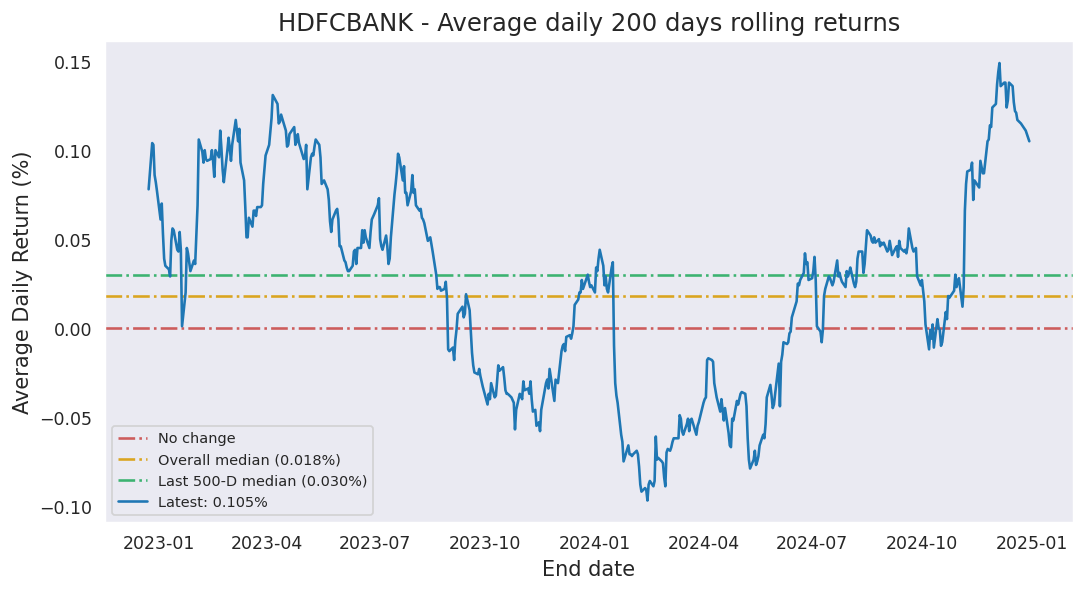 HDFCBANK - Average daily 200 days rolling returns
Average Daily Return (%)
0.15
0.10
0.05
0.00
−0.05
−0.10
No change
Overall median (0.018%)
Last 500-D median (0.030%)
Latest: 0.105%
2023-01 2023-04 2023-07 2023-10 2024-01 2024-04 2024-07 2024-10 2025-01
End date